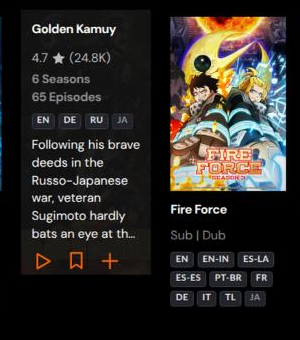 Golden Kamuy
4.7 ★ (24.8K)
6 Seasons
65 Episodes
EN DE RU JA
Following his brave
deeds in the
Russo-Japanese
war, veteran
Sugimoto hardly
bats an eye at th...
FIRE
FORCE
SEASON 3
Fire Force
Sub | Dub
EN EN-IN ES-LA
ES-ES PT-BR FR
DE IT TL JA